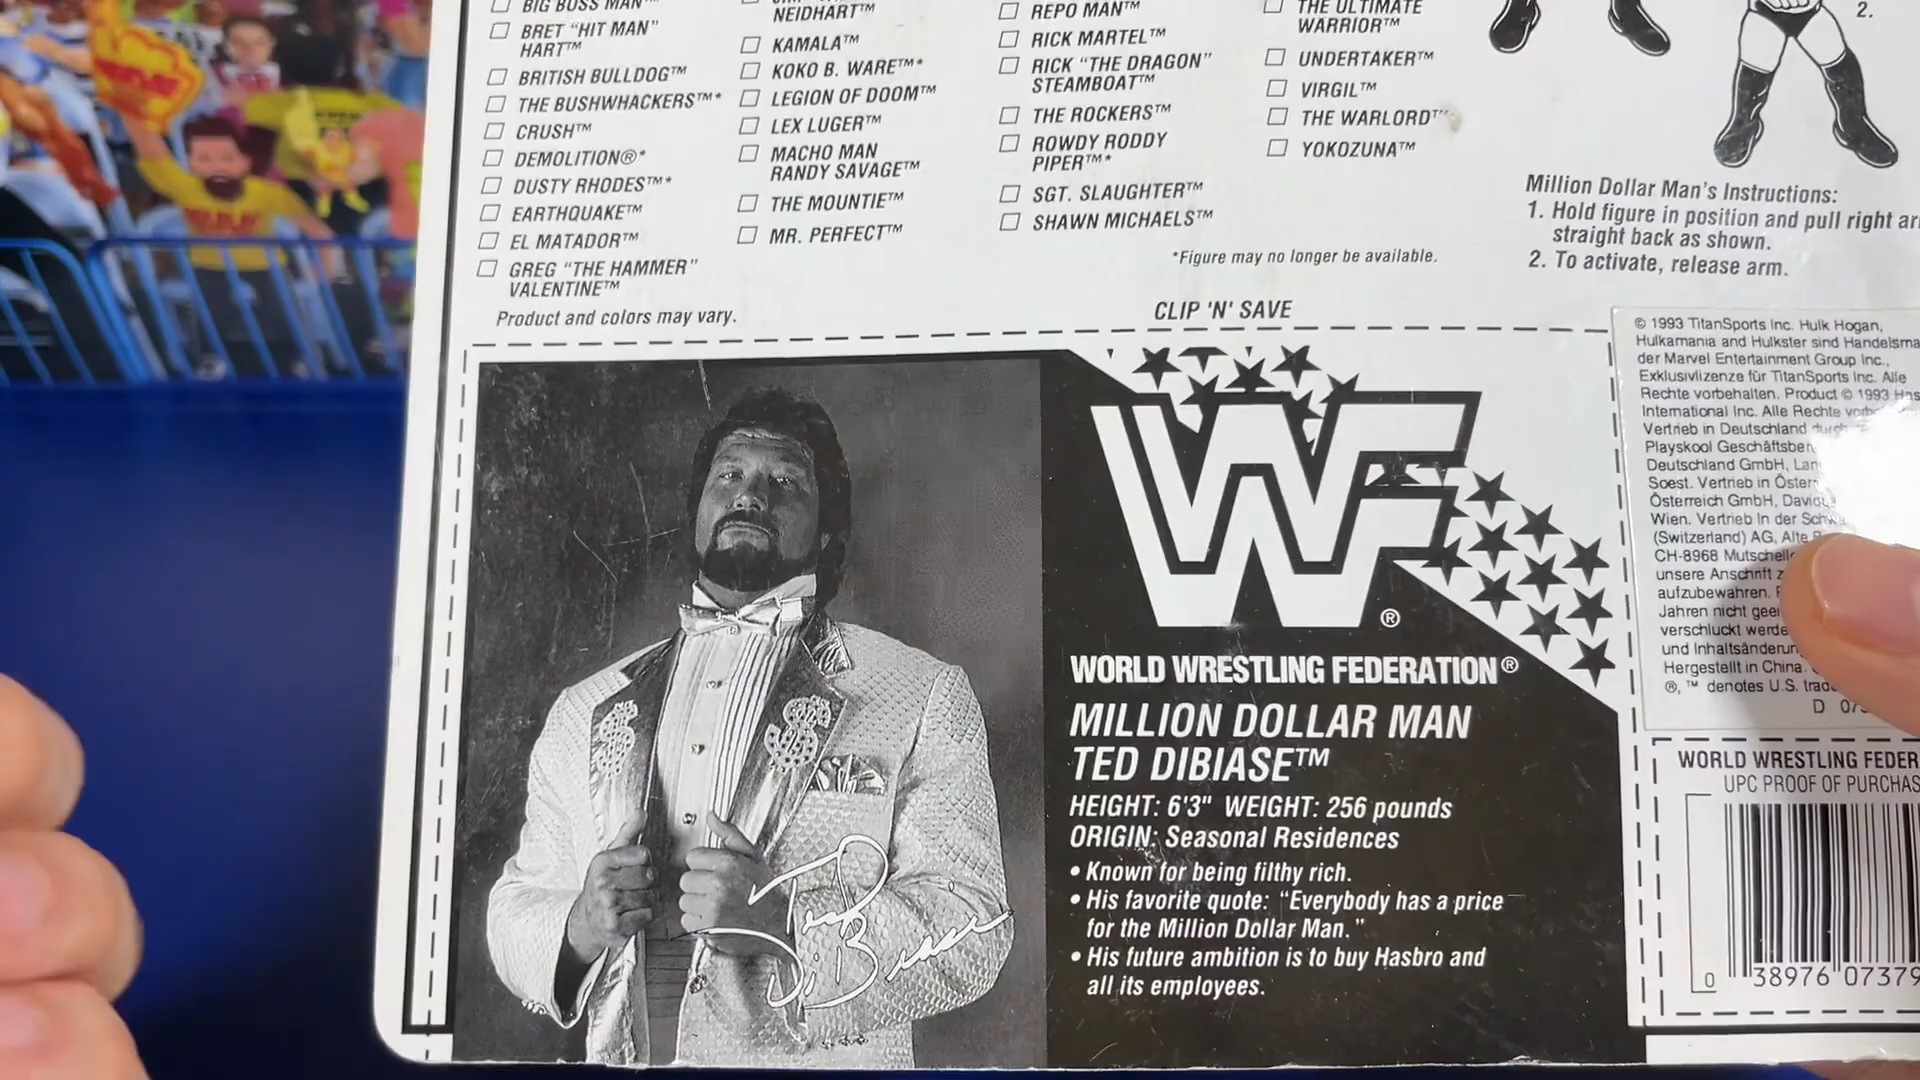 BIG BOSS MAN™
BRET "HIT MAN"
HART™
BRITISH BULLDOG™
THE BUSHWHACKERS™*
CRUSH™
DEMOLITION®*
DUSTY RHODES™*
EARTHQUAKE™
EL MATADOR™
GREG "THE HAMMER"
VALENTINE™
NEIDHART™
KAMALA™
KOKO B. WARE™*
LEGION OF DOOM™
LEX LUGER™
MACHO MAN
RANDY SAVAGE™
THE MOUNTIE™
MR. PERFECT™
REPO MAN™
RICK MARTEL™
RICK "THE DRAGON"
STEAMBOAT™
THE ROCKERS™
ROWDY RODDY
PIPER™*
SGT. SLAUGHTER™
SHAWN MICHAELS™
THE ULTIMATE
WARRIOR™
UNDERTAKER™
VIRGIL™
THE WARLORD™
YOKOZUNA™
*Figure may no longer be available.
Product and colors may vary.
CLIP 'N' SAVE
2.
Million Dollar Man's Instructions:
1. Hold figure in position and pull right
straight back as shown.
2. To activate, release arm.
WF
®
WORLD WRESTLING FEDERATION®
MILLION DOLLAR MAN
TED DIBIASE™
HEIGHT: 6'3" WEIGHT: 256 pounds
ORIGIN: Seasonal Residences
• Known for being filthy rich.
• His favorite quote: "Everybody has a price
for the Million Dollar Man."
• His future ambition is to buy Hasbro and
all its employees.
Ted
DiBiase
© 1993 TitanSports Inc. Hulk Hogan,
Hulkamania und Hulkster sind
der Marvel Entertainment Group Inc.,
Exklusivlizenze für TitanSports Inc. Alle
Rechte vorbehalten. Product © 1993
International Inc. Alle Rechte
Vertrieb in Deutschland
Playskool
Deutschland GmbH,
Soest. Vertrieb in
Österreich GmbH,
Wien. Vertrieb In der
(Switzerland) AG, Alte
CH-8968
unsere Anschrift
aufzubewahren.
Jahren nicht
verschluckt
und
Hergestellt in China.
®, ™ denotes U.S.
D
WORLD WRESTLING
UPC PROOF OF
0 38976 07379